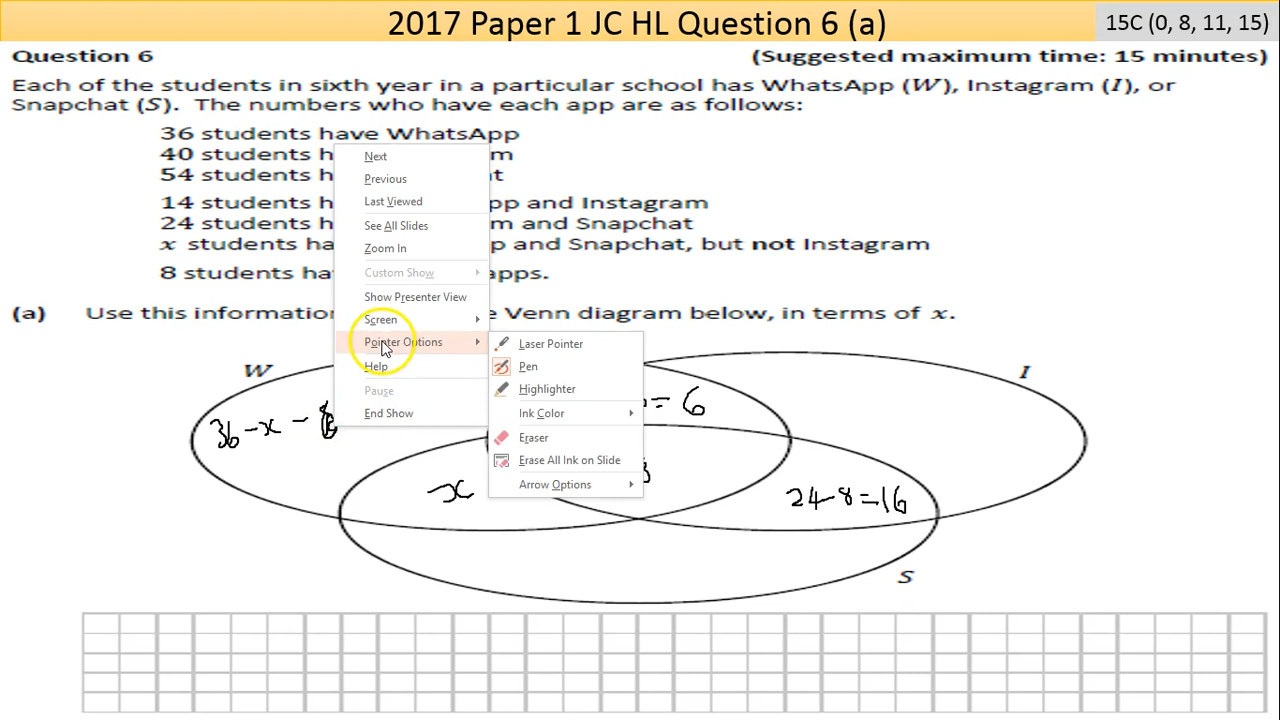 2017 Paper 1 JC HL Question 6 (a)
15C (0, 8, 11, 15)
Question 6
(Suggested maximum time: 15 minutes)
Each of the students in sixth year in a particular school has WhatsApp (W), Instagram (I), or
Snapchat (S). The numbers who have each app are as follows:
36 students have WhatsApp
40 students
54 students
14 students and Instagram
24 students and Snapchat
x students and Snapchat, but not Instagram
8 students apps.
(a) Use this Venn diagram below, in terms of x.
Next
Previous
Last Viewed
See All Slides
Zoom In
Custom Show
Show Presenter View
Screen
Pointer Options
Help
Pause
End Show
Laser Pointer
Pen
Highlighter
Ink Color
Eraser
Erase All Ink on Slide
Arrow Options
W
I
36-x-
= 6
x
24-8=16
S